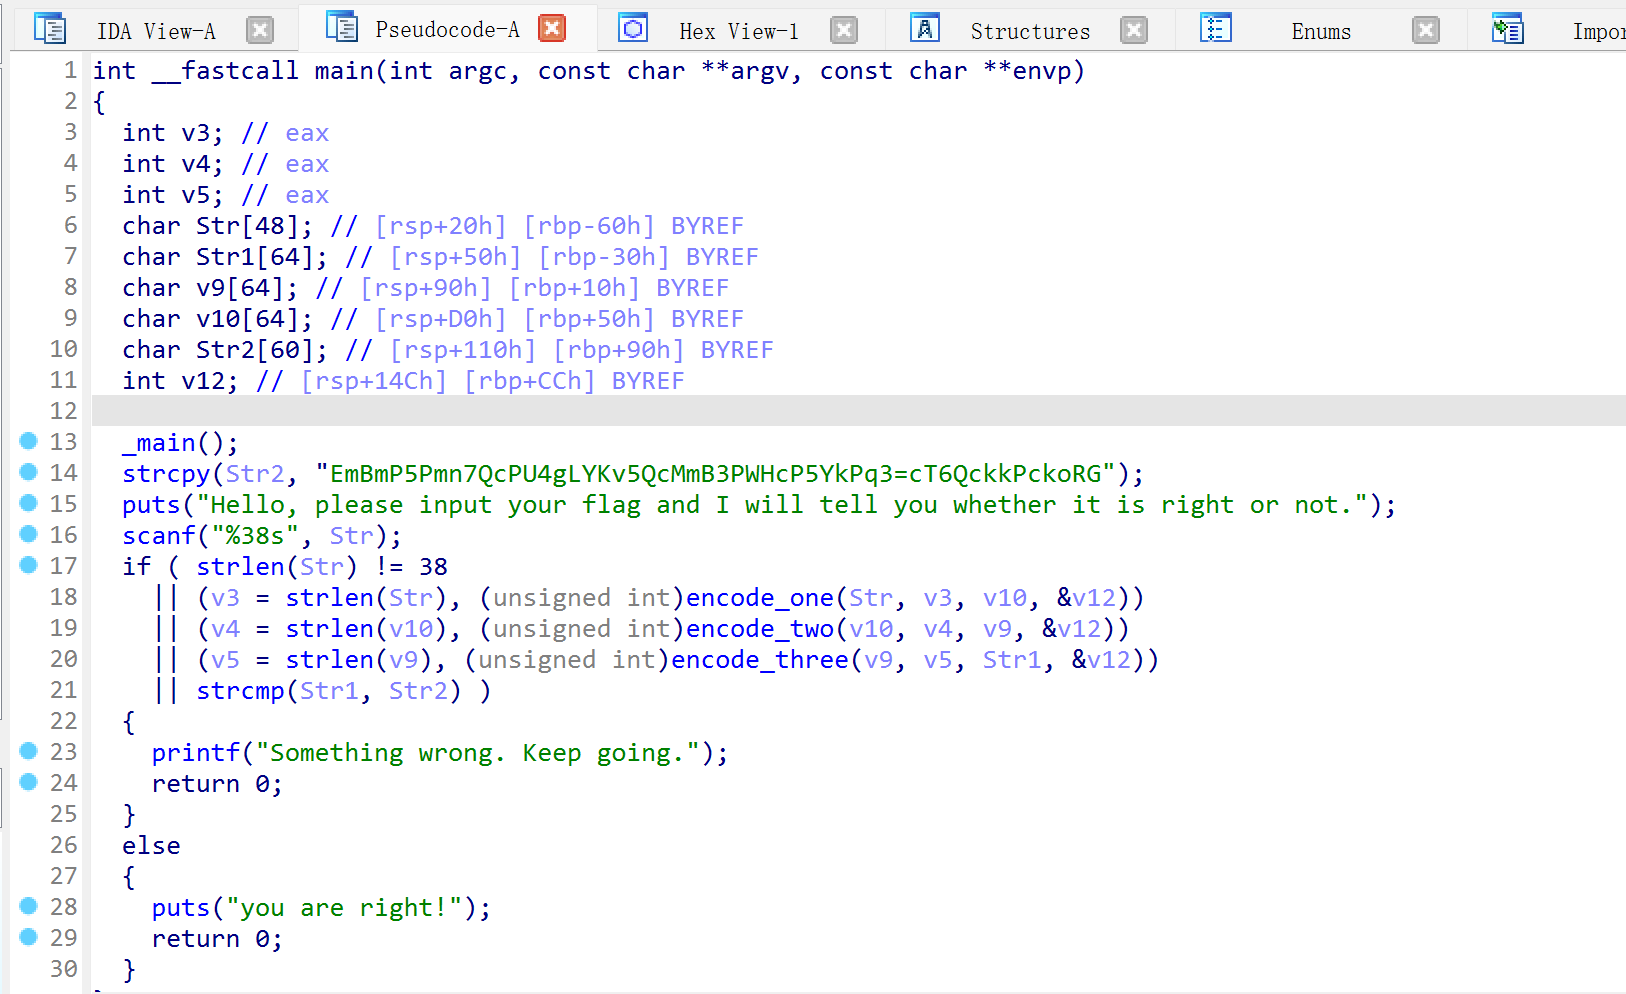 IDA View-A Pseudocode-A Hex View-1 Structures Enums
1 int __fastcall main(int argc, const char **argv, const char **envp)
2 {
3 int v3; // eax
4 int v4; // eax
5 int v5; // eax
6 char Str[48]; // [rsp+20h] [rbp-60h] BYREF
7 char Str1[64]; // [rsp+50h] [rbp-30h] BYREF
8 char v9[64]; // [rsp+90h] [rbp+10h] BYREF
9 char v10[64]; // [rsp+D0h] [rbp+50h] BYREF
10 char Str2[60]; // [rsp+110h] [rbp+90h] BYREF
11 int v12; // [rsp+14Ch] [rbp+CCh] BYREF
12
13 _main();
14 strcpy(Str2, "EmBmP5Pmn7QcPU4gLYKv5QcMmB3PWHcP5YkPq3=cT6QckkPckoRG");
15 puts("Hello, please input your flag and I will tell you whether it is right or not.");
16 scanf("%38s", Str);
17 if ( strlen(Str) != 38
18 || (v3 = strlen(Str), (unsigned int)encode_one(Str, v3, v10, &v12))
19 || (v4 = strlen(v10), (unsigned int)encode_two(v10, v4, v9, &v12))
20 || (v5 = strlen(v9), (unsigned int)encode_three(v9, v5, Str1, &v12))
21 || strcmp(Str1, Str2) )
22 {
23 printf("Something wrong. Keep going.");
24 return 0;
25 }
26 else
27 {
28 puts("you are right!");
29 return 0;
30 }